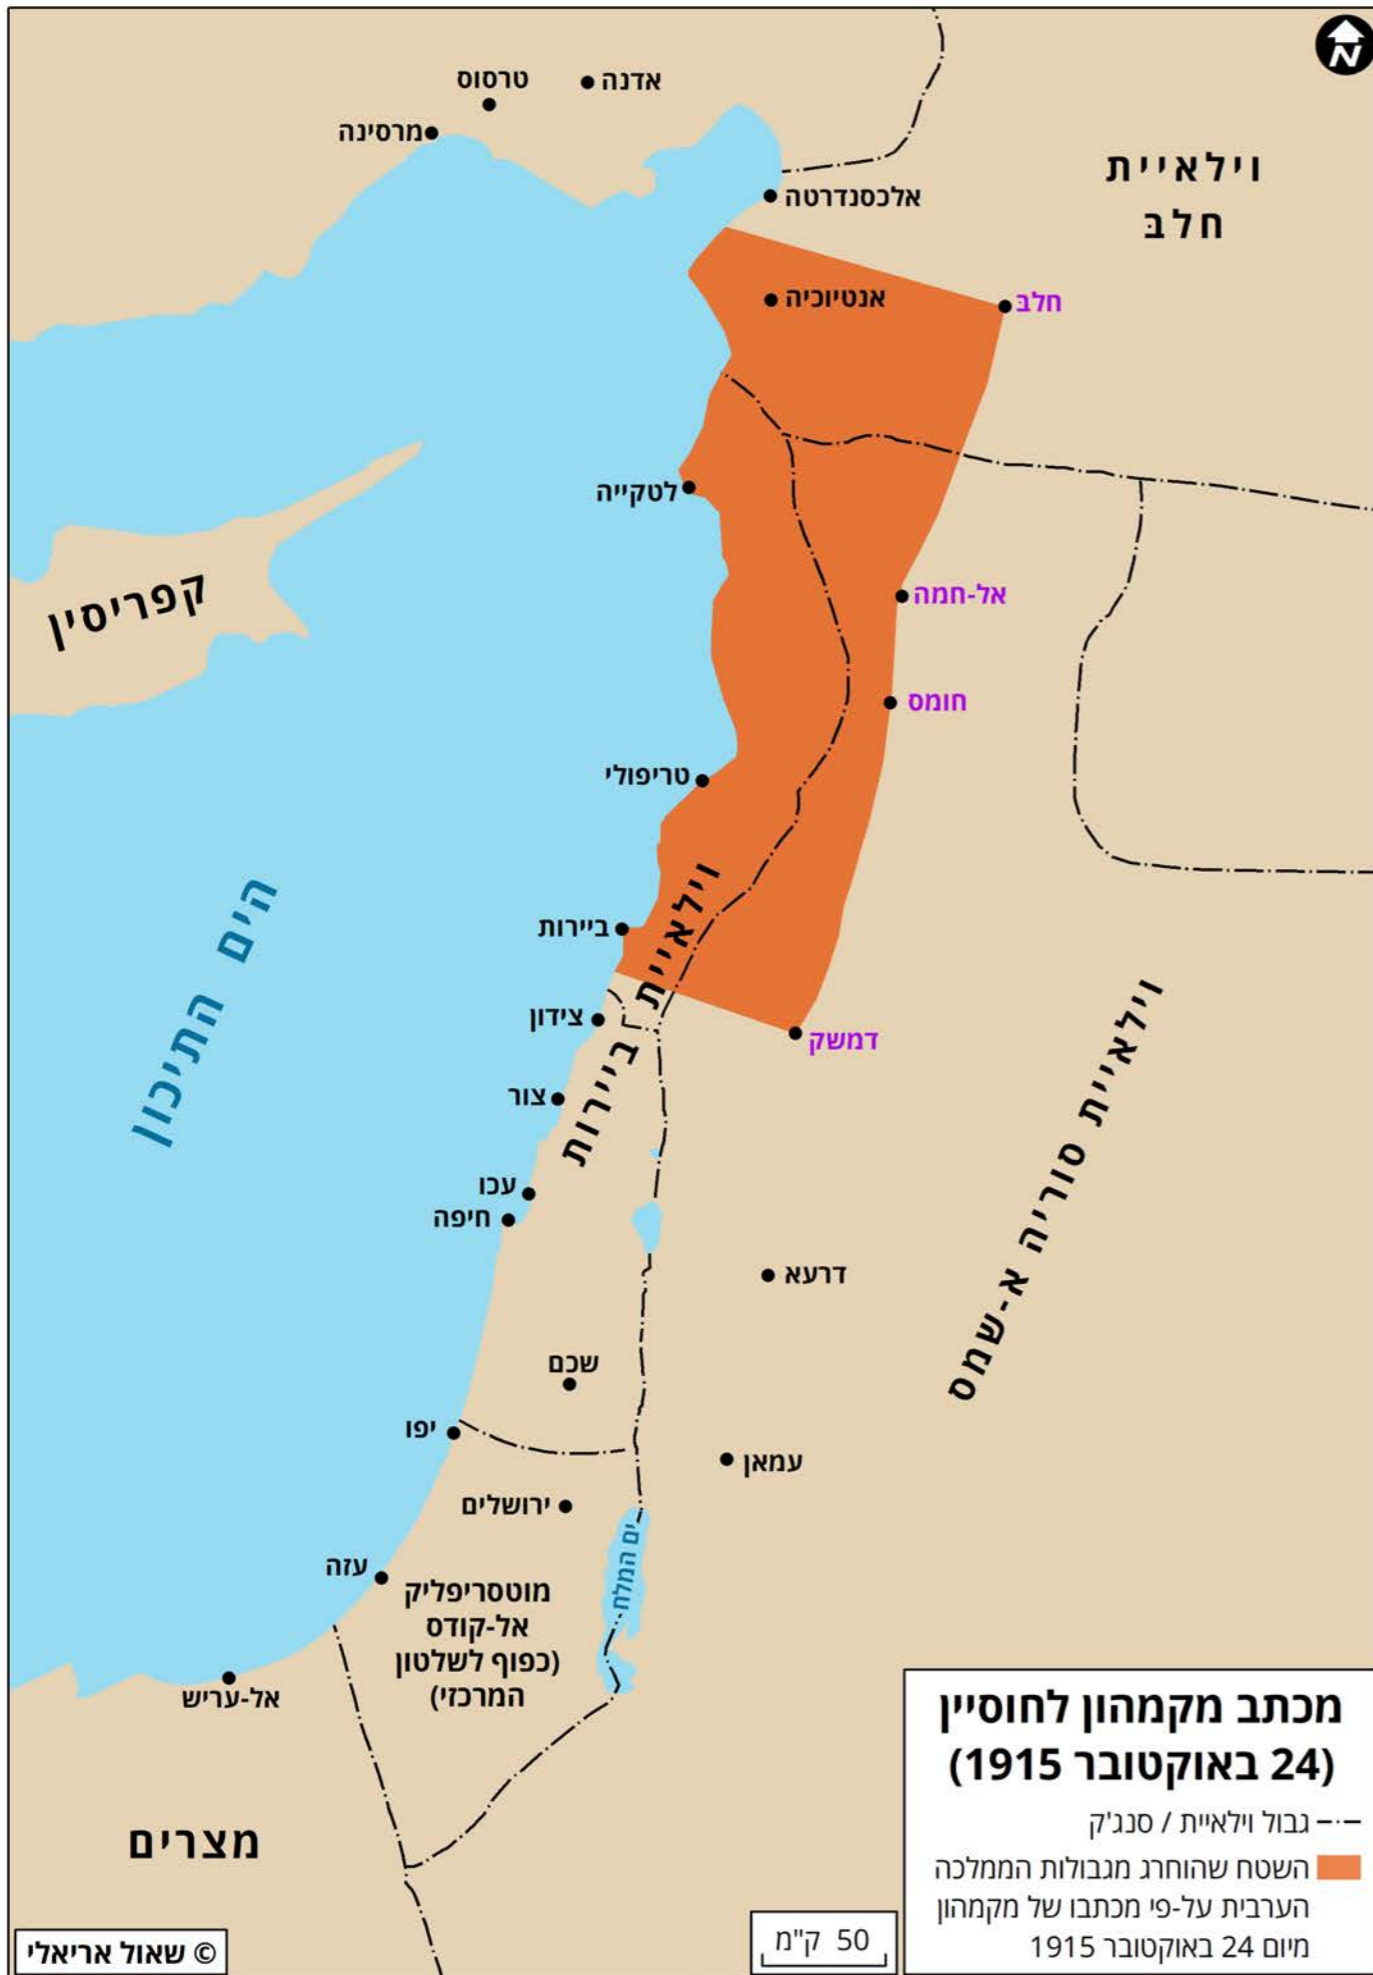 N
אדנה
טרסוס
מרסינה
וילאיית
חלבּ
אלכסנדרטה
אנטיוכיה
חלבּ
לטקייה
קפריסין
אל-חמה
חומס
טריפולי
הים התיכון
וילאיית ביירות
ביירות
צידון
דמשק
וילאיית סוריה א-שמס
צור
עכו
חיפה
דרעא
שכם
יפו
עמאן
ירושלים
ים המלח
עזה
מוטסריפליק
אל-קודס
(כפוף לשלטון
המרכזי)
אל-עריש
מצרים
מכתב מקמהון לחוסיין
(24 באוקטובר 1915)
גבול וילאיית / סנג'ק
השטח שהוחרג מגבולות הממלכה
הערבית על-פי מכתבו של מקמהון
מיום 24 באוקטובר 1915
50 ק"מ
© שאול אריאלי